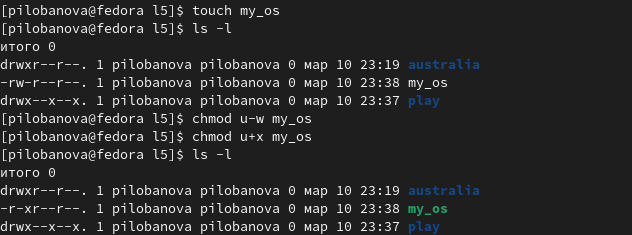 [pilobanova@fedora l5]$ touch my_os
[pilobanova@fedora l5]$ ls -l
итого 0
drwxr--r--. 1 pilobanova pilobanova 0 мар 10 23:19 australia
-rw-r--r--. 1 pilobanova pilobanova 0 мар 10 23:38 my_os
drwx--x--x. 1 pilobanova pilobanova 0 мар 10 23:37 play
[pilobanova@fedora l5]$ chmod u-w my_os
[pilobanova@fedora l5]$ chmod u+x my_os
[pilobanova@fedora l5]$ ls -l
итого 0
drwxr--r--. 1 pilobanova pilobanova 0 мар 10 23:19 australia
-r-xr--r--. 1 pilobanova pilobanova 0 мар 10 23:38 my_os
drwx--x--x. 1 pilobanova pilobanova 0 мар 10 23:37 play